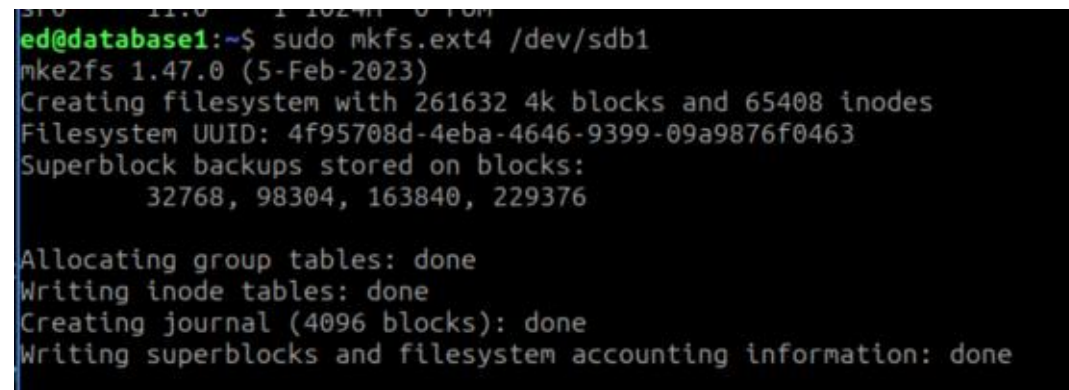 ed@database1:~$ sudo mkfs.ext4 /dev/sdb1
mke2fs 1.47.0 (5-Feb-2023)
Creating filesystem with 261632 4k blocks and 65408 inodes
Filesystem UUID: 4f95708d-4eba-4646-9399-09a9876f0463
Superblock backups stored on blocks:
        32768, 98304, 163840, 229376

Allocating group tables: done
Writing inode tables: done
Creating journal (4096 blocks): done
Writing superblocks and filesystem accounting information: done